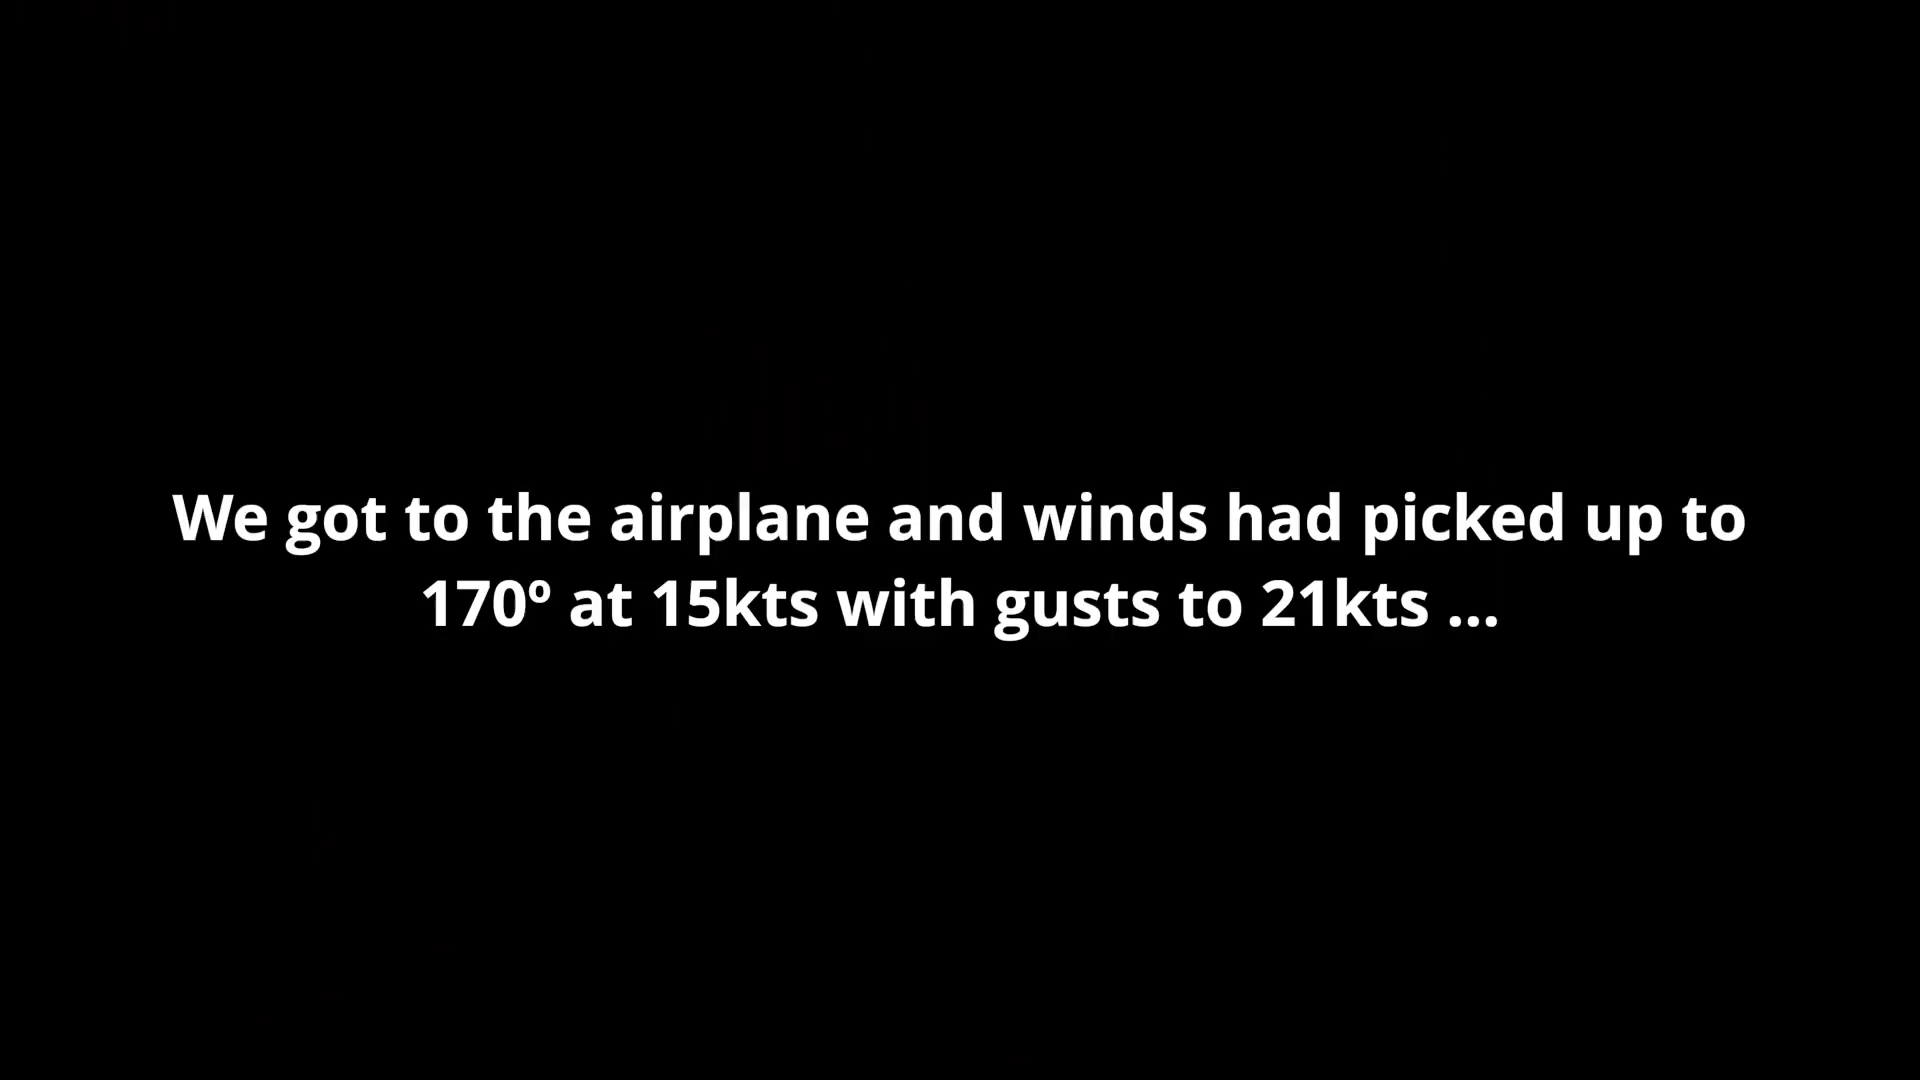 We got to the airplane and winds had picked up to
170º at 15kts with gusts to 21kts ...